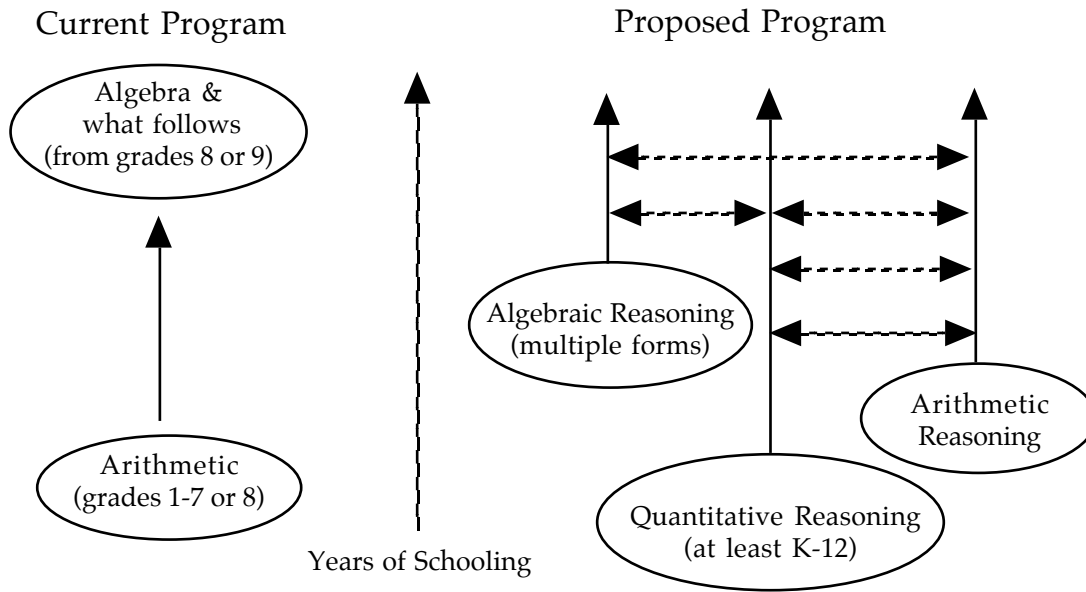 Current Program
Algebra &
what follows
(from grades 8 or 9)
Arithmetic
(grades 1-7 or 8)
Years of Schooling
Proposed Program
Algebraic Reasoning
(multiple forms)
Arithmetic
Reasoning
Quantitative Reasoning
(at least K-12)